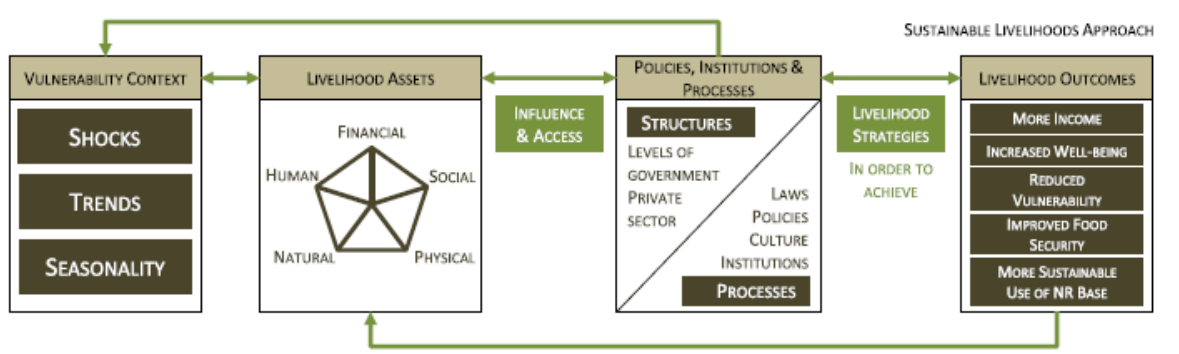 SUSTAINABLE LIVELIHOODS APPROACH
VULNERABILITY CONTEXT
SHOCKS
TRENDS
SEASONALITY
LIVELIHOOD ASSETS
FINANCIAL
HUMAN
SOCIAL
NATURAL
PHYSICAL
INFLUENCE
& ACCESS
POLICIES, INSTITUTIONS &
PROCESSES
STRUCTURES
LEVELS OF
GOVERNMENT
PRIVATE
SECTOR
LAWS
POLICIES
CULTURE
INSTITUTIONS
PROCESSES
LIVELIHOOD
STRATEGIES
IN ORDER TO
ACHIEVE
LIVELIHOOD OUTCOMES
MORE INCOME
INCREASED WELL-BEING
REDUCED
VULNERABILITY
IMPROVED FOOD
SECURITY
MORE SUSTAINABLE
USE OF NR BASE